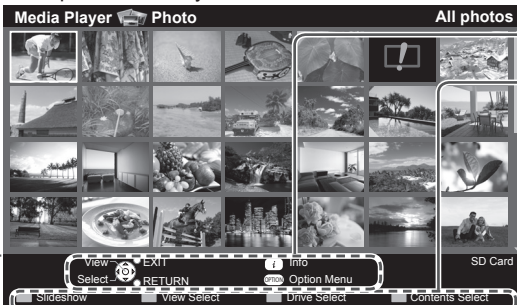 Media Player Photo All photos
View EXIT i Info SD Card
Select RETURN OPTION Option Menu
Slideshow View Select Drive Select Contents Select